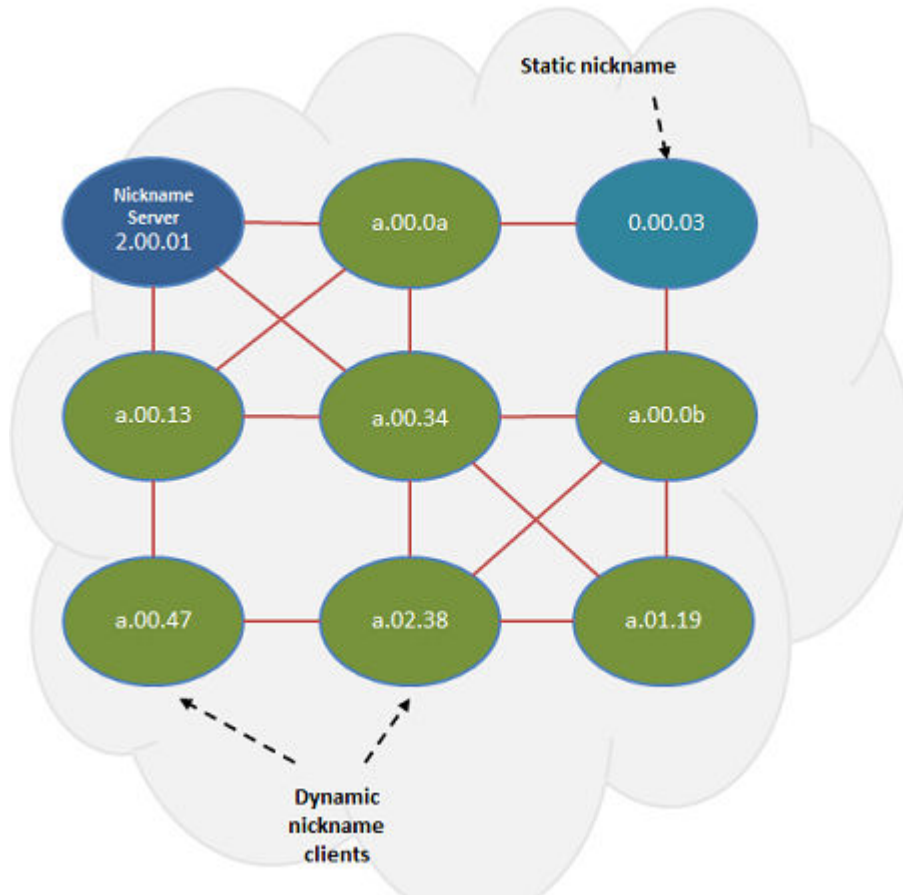 Static nickname
Nickname
Server
2.00.01
a.00.0a
0.00.03
a.00.13
a.00.34
a.00.0b
a.00.47
a.02.38
a.01.19
Dynamic
nickname
clients